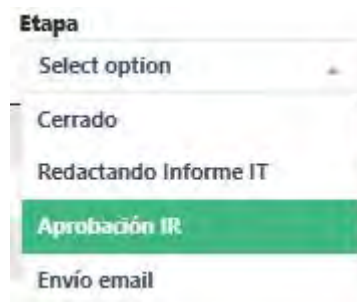 Etapa
Select option
Cerrado
Redactando Informe IT
Aprobación IR
Envío email